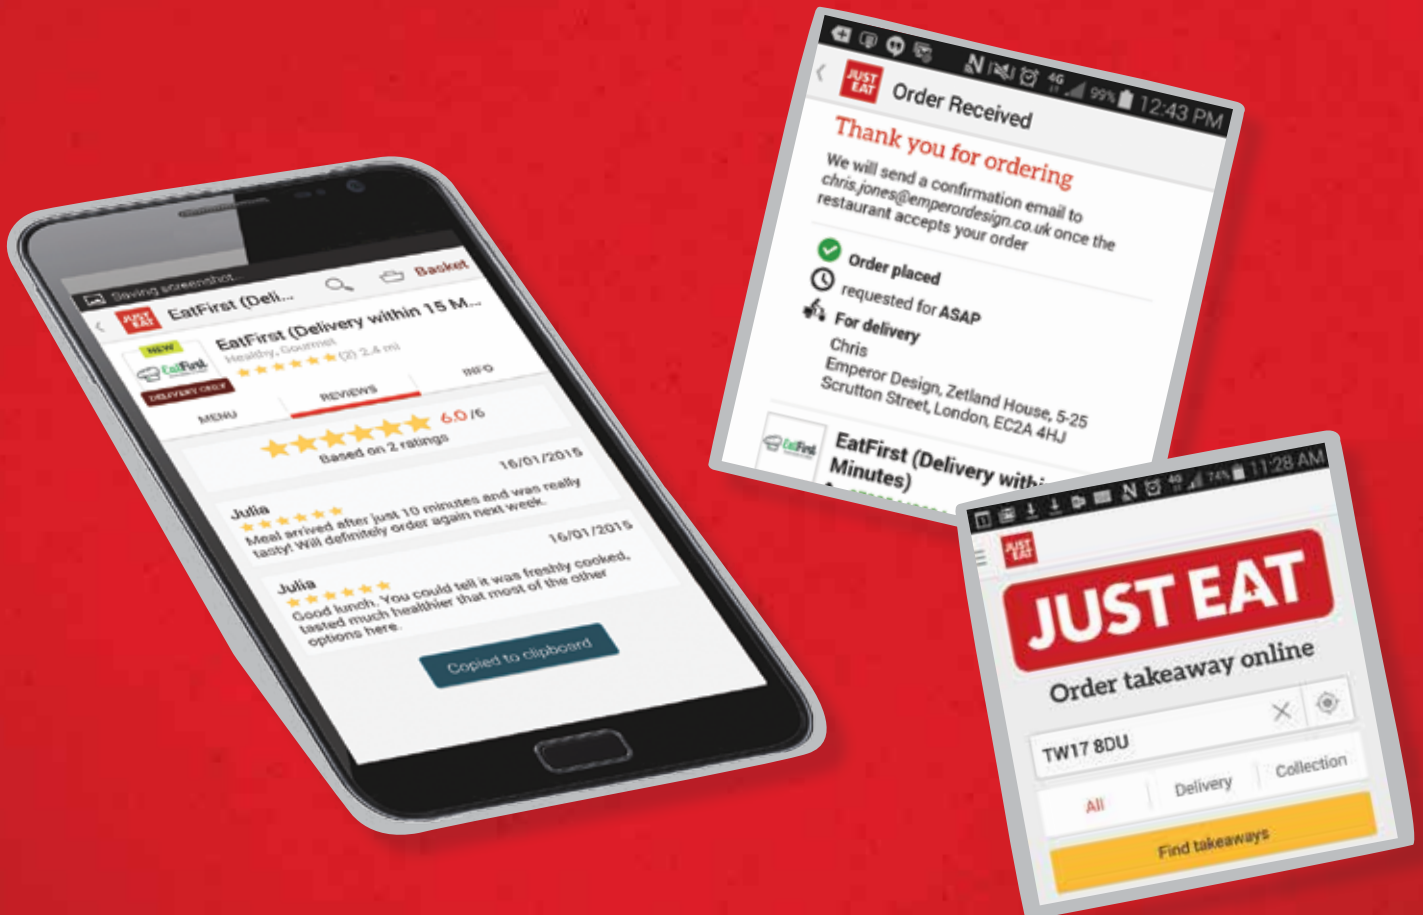 Saving screenshot...
JUST
EAT
EatFirst (Deli...
Basket
NEW
EatFirst
DELIVERY ONLY
EatFirst (Delivery within 15 M...
Healthy, Gourmet
(2) 2.4 mi
MENU
REVIEWS
INFO
6.0 /6
Based on 2 ratings
16/01/2015
Julia
Meal arrived after just 10 minutes and was really
tasty! Will definitely order again next week.
16/01/2015
Julia
Good lunch. You could tell it was freshly cooked,
tasted much healthier that most of the other
options here.
Copied to clipboard
4G
99%
12:43 PM
JUST
EAT
Order Received
Thank you for ordering
We will send a confirmation email to
chris.jones@emperordesign.co.uk once the
restaurant accepts your order
Order placed
requested for ASAP
For delivery
Chris
Emperor Design, Zetland House, 5-25
Scrutton Street, London, EC2A 4HJ
EatFirst
EatFirst (Delivery withi
Minutes)
4G
74%
11:28 AM
JUST
EAT
JUST EAT
Order takeaway online
TW17 8DU
All
Delivery
Collection
Find takeaways